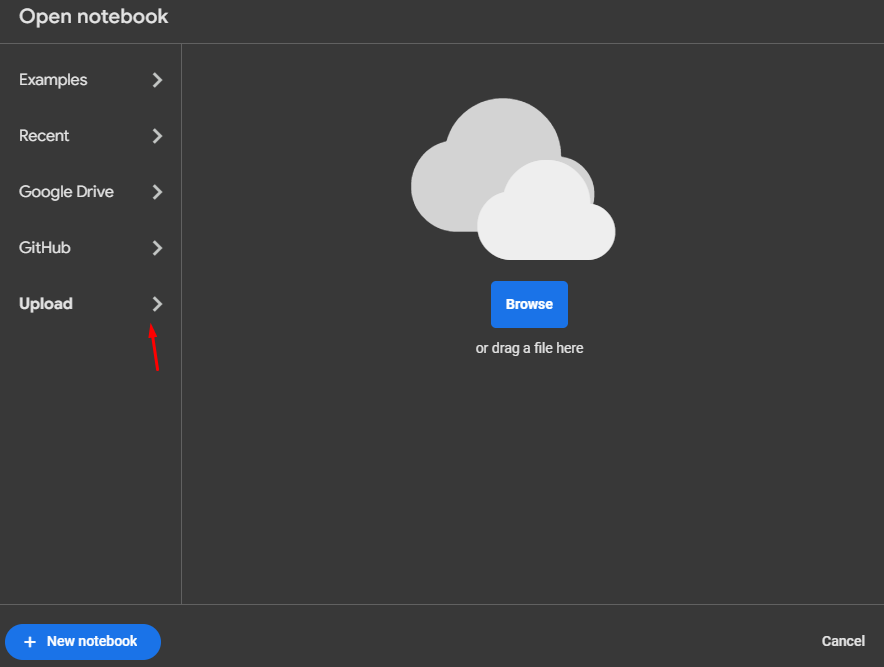 Open notebook
Examples
Recent
Google Drive
GitHub
Upload
Browse
or drag a file here
+ New notebook
Cancel